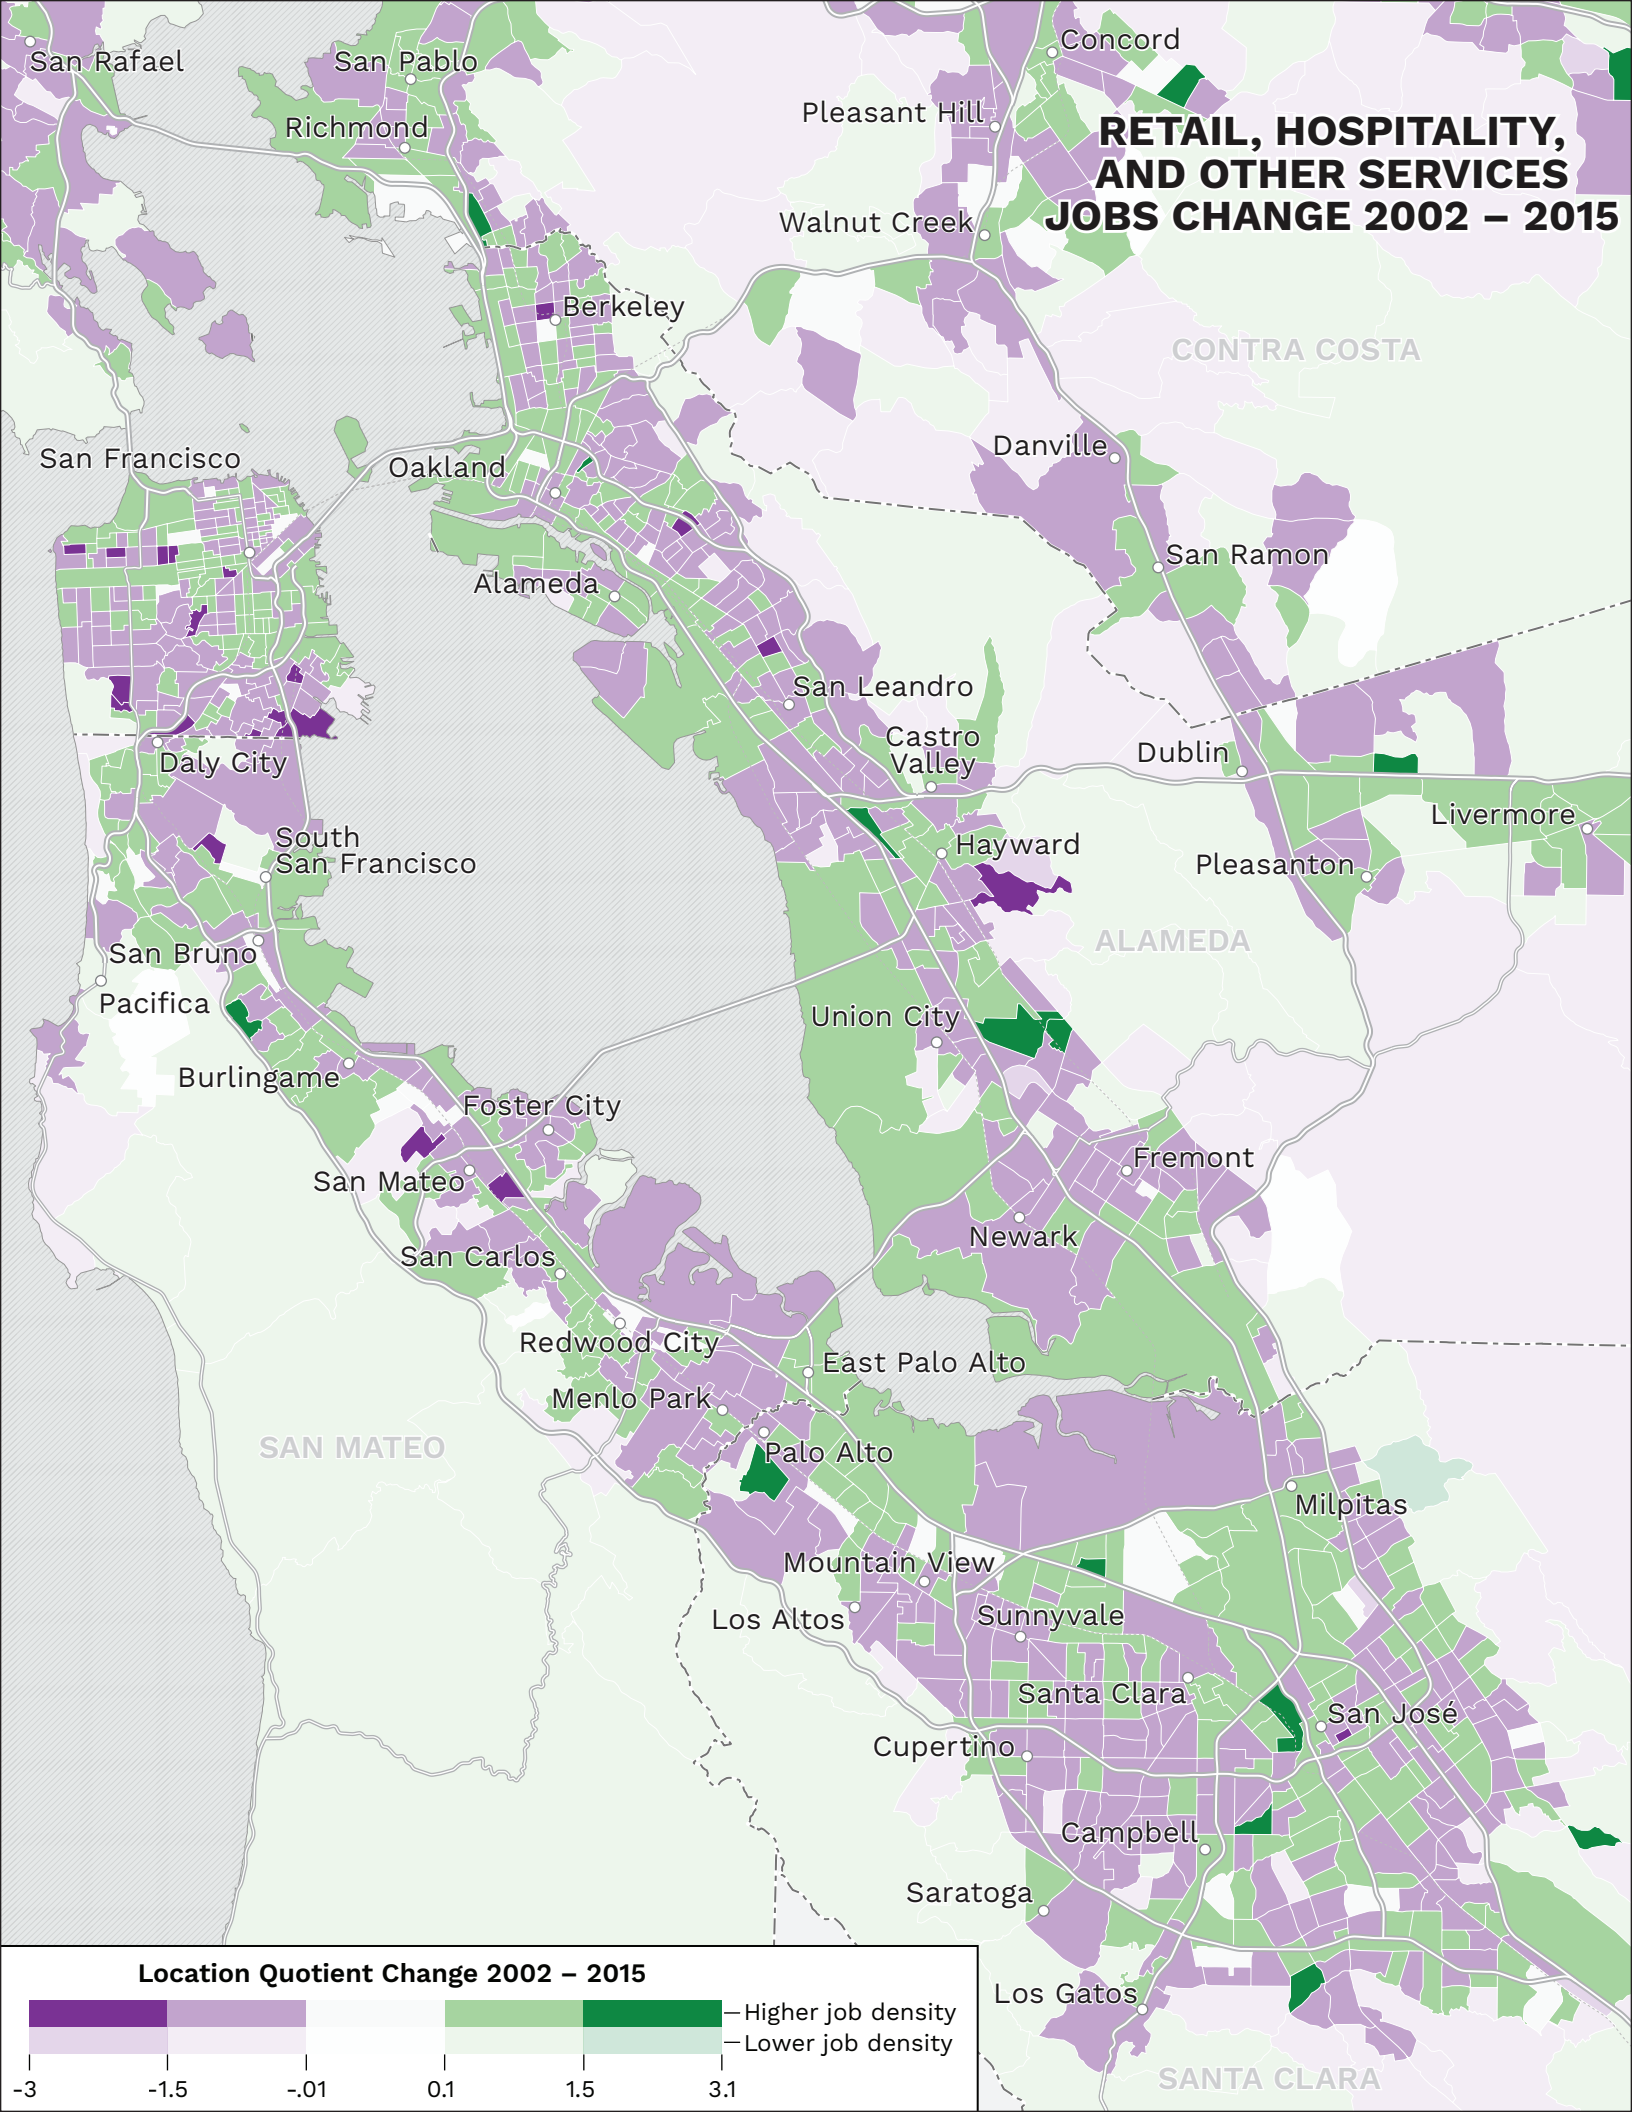 San Rafael
San Pablo
Concord
Richmond
Pleasant Hill
RETAIL, HOSPITALITY,
AND OTHER SERVICES
JOBS CHANGE 2002 – 2015
Walnut Creek
Berkeley
CONTRA COSTA
Danville
San Francisco
Oakland
San Ramon
Alameda
San Leandro
Castro
Valley
Dublin
Daly City
Livermore
South
San Francisco
Hayward
Pleasanton
ALAMEDA
San Bruno
Pacifica
Union City
Burlingame
Foster City
Fremont
San Mateo
Newark
San Carlos
Redwood City
East Palo Alto
Menlo Park
SAN MATEO
Palo Alto
Milpitas
Mountain View
Los Altos
Sunnyvale
Santa Clara
San José
Cupertino
Campbell
Saratoga
Los Gatos
SANTA CLARA
Location Quotient Change 2002 – 2015
Higher job density
Lower job density
-3 -1.5 -.01 0.1 1.5 3.1